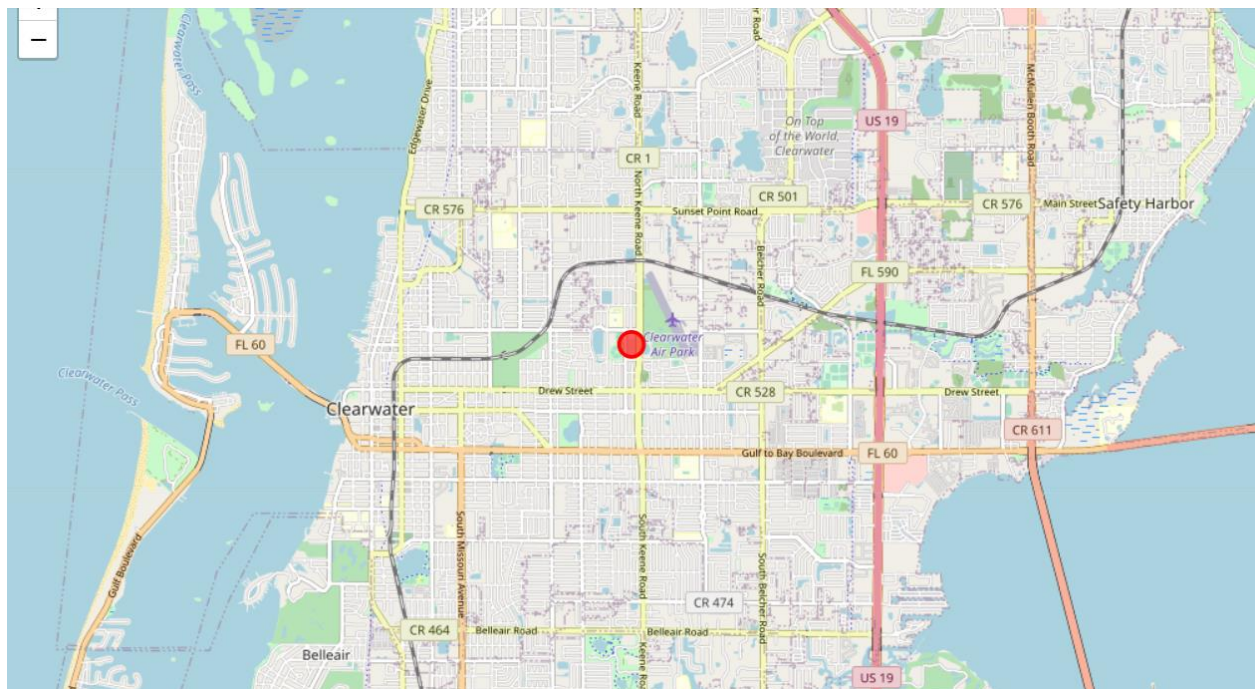 −
Clearwater Pass
Edgewater Drive
Keene Road
Road
US 19
McMullen Booth Road
On Top
of the World,
Clearwater
CR 1
North Keene Road
CR 501
CR 576
Sunset Point Road
CR 576
Main Street
Safety Harbor
Belcher Road
FL 590
FL 60
Clearwater
Air Park
Clearwater Pass
Drew Street
CR 528
Drew Street
Clearwater
CR 611
Gulf to Bay Boulevard
FL 60
South Missouri Avenue
South Keene Road
South Belcher Road
Gulf Boulevard
CR 474
CR 464
Belleair Road
Belleair Road
Keene Road
Belleair
US 19